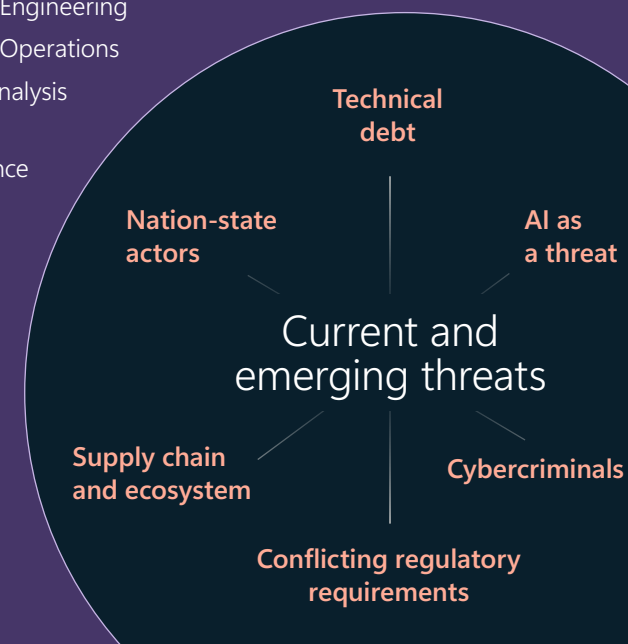 Engineering
Operations
nalysis
nce
Technical
debt
Nation-state
actors
AI as
a threat
Current and
emerging threats
Supply chain
and ecosystem
Cybercriminals
Conflicting regulatory
requirements